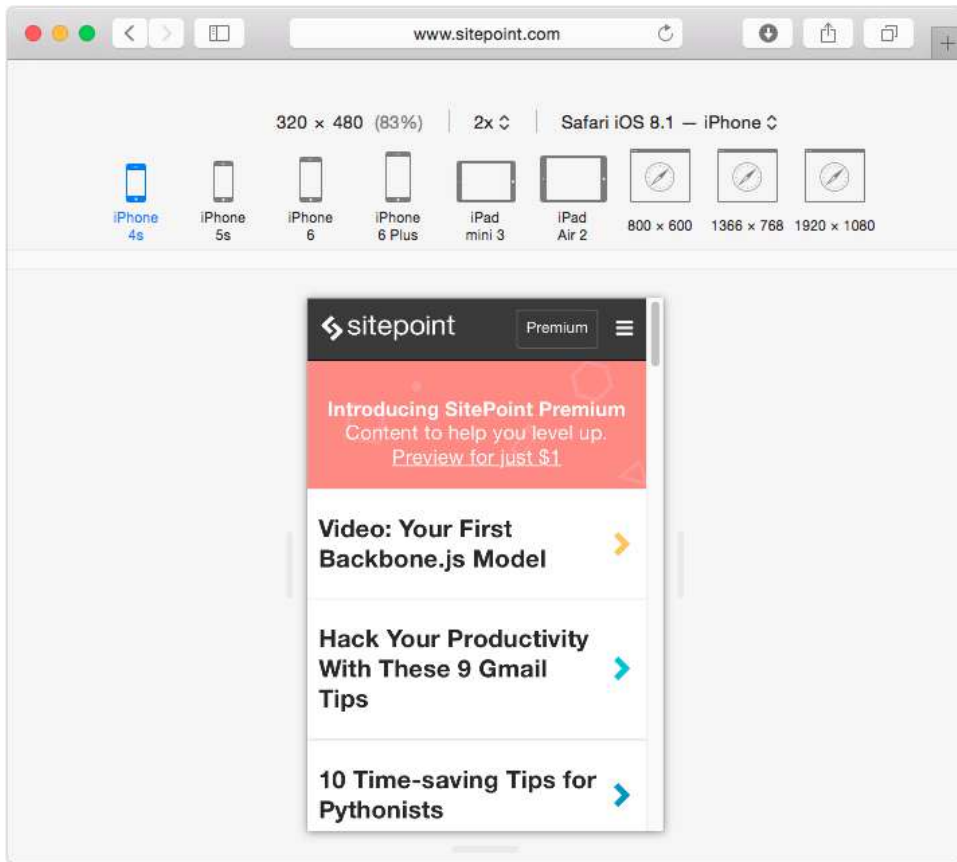 www.sitepoint.com
320 × 480 (83%) 2x Safari iOS 8.1 — iPhone
iPhone 4s
iPhone 5s
iPhone 6
iPhone 6 Plus
iPad mini 3
iPad Air 2
800 × 600
1366 × 768
1920 × 1080
sitepoint Premium
Introducing SitePoint Premium
Content to help you level up.
Preview for just $1
Video: Your First
Backbone.js Model
Hack Your Productivity
With These 9 Gmail
Tips
10 Time-saving Tips for
Pythonists